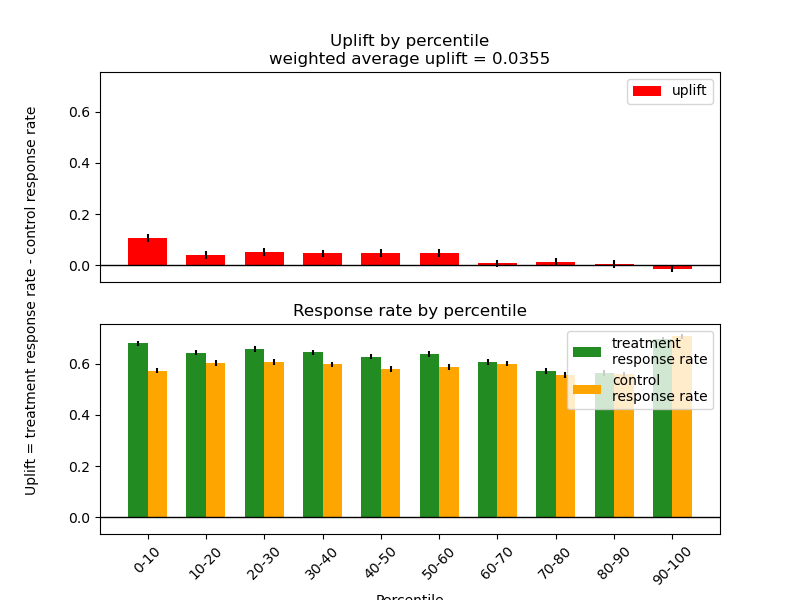 Uplift by percentile
weighted average uplift = 0.0355
uplift
0.6
0.4
0.2
0.0
Uplift = treatment response rate - control response rate
Response rate by percentile
treatment
response rate
control
response rate
0.6
0.4
0.2
0.0
0-10
10-20
20-30
30-40
40-50
50-60
60-70
70-80
80-90
90-100
Percentile